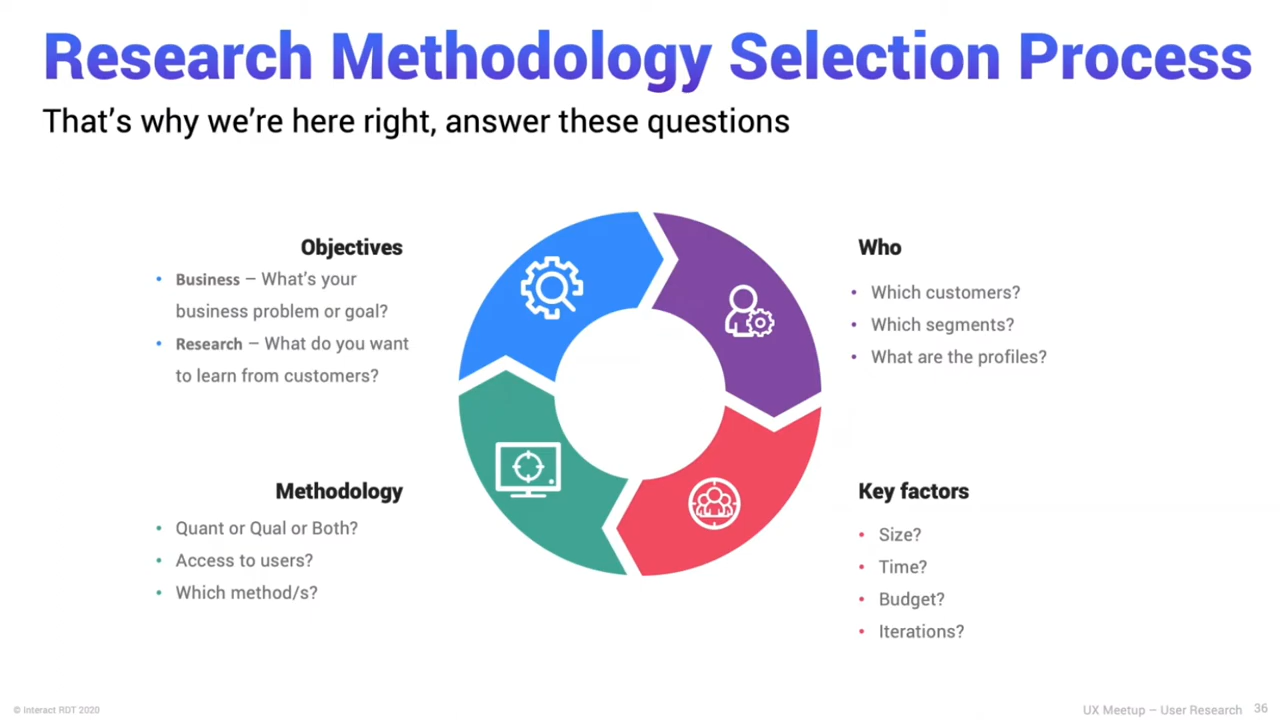 Research Methodology Selection Process
That's why we're here right, answer these questions
Objectives
• Business – What's your
business problem or goal?
• Research – What do you want
to learn from customers?
Who
• Which customers?
• Which segments?
• What are the profiles?
Methodology
• Quant or Qual or Both?
• Access to users?
• Which method/s?
Key factors
• Size?
• Time?
• Budget?
• Iterations?
© Interact RDT 2020
UX Meetup – User Research 36